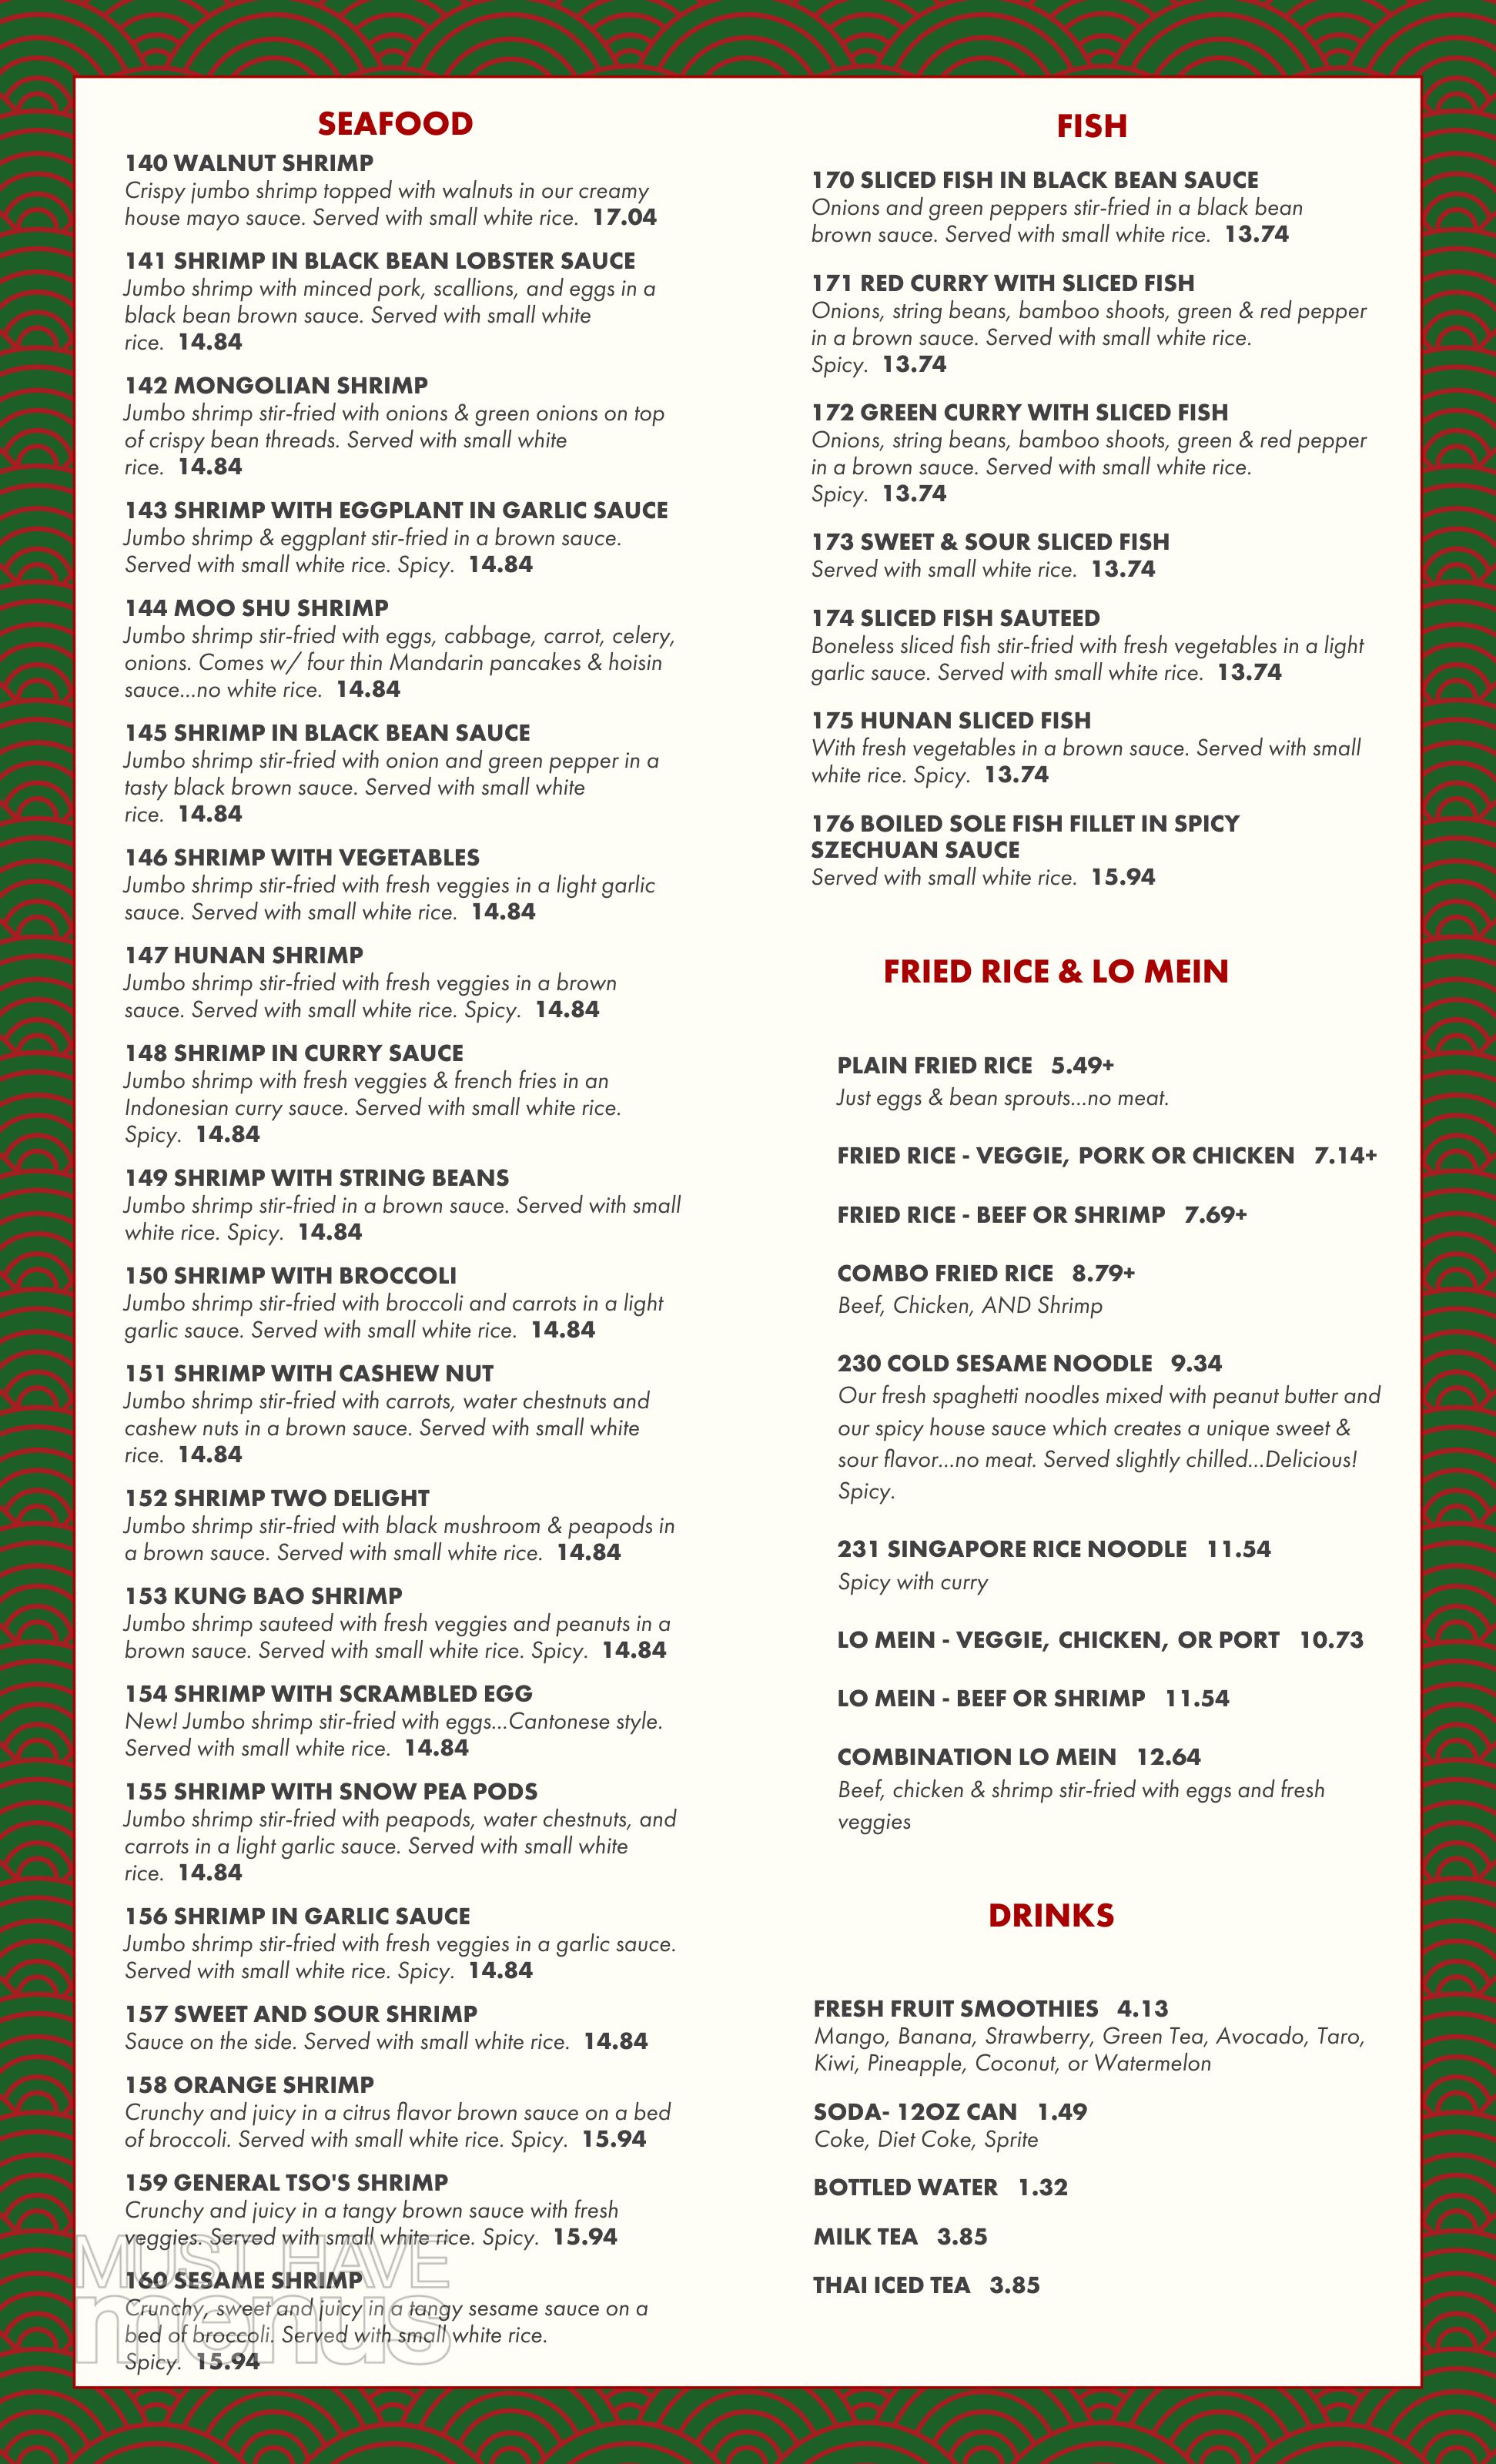 SEAFOOD
140 WALNUT SHRIMP
Crispy jumbo shrimp topped with walnuts in our creamy
house mayo sauce. Served with small white rice. 17.04
141 SHRIMP IN BLACK BEAN LOBSTER SAUCE
Jumbo shrimp with minced pork, scallions, and eggs in a
black bean brown sauce. Served with small white
rice. 14.84
142 MONGOLIAN SHRIMP
Jumbo shrimp stir-fried with onions & green onions on top
of crispy bean threads. Served with small white
rice. 14.84
143 SHRIMP WITH EGGPLANT IN GARLIC SAUCE
Jumbo shrimp & eggplant stir-fried in a brown sauce.
Served with small white rice. Spicy. 14.84
144 MOO SHU SHRIMP
Jumbo shrimp stir-fried with eggs, cabbage, carrot, celery,
onions. Comes w/ four thin Mandarin pancakes & hoisin
sauce...no white rice. 14.84
145 SHRIMP IN BLACK BEAN SAUCE
Jumbo shrimp stir-fried with onion and green pepper in a
tasty black brown sauce. Served with small white
rice. 14.84
146 SHRIMP WITH VEGETABLES
Jumbo shrimp stir-fried with fresh veggies in a light garlic
sauce. Served with small white rice. 14.84
147 HUNAN SHRIMP
Jumbo shrimp stir-fried with fresh veggies in a brown
sauce. Served with small white rice. Spicy. 14.84
148 SHRIMP IN CURRY SAUCE
Jumbo shrimp with fresh veggies & french fries in an
Indonesian curry sauce. Served with small white rice.
Spicy. 14.84
149 SHRIMP WITH STRING BEANS
Jumbo shrimp stir-fried in a brown sauce. Served with small
white rice. Spicy. 14.84
150 SHRIMP WITH BROCCOLI
Jumbo shrimp stir-fried with broccoli and carrots in a light
garlic sauce. Served with small white rice. 14.84
151 SHRIMP WITH CASHEW NUT
Jumbo shrimp stir-fried with carrots, water chestnuts and
cashew nuts in a brown sauce. Served with small white
rice. 14.84
152 SHRIMP TWO DELIGHT
Jumbo shrimp stir-fried with black mushroom & peapods in
a brown sauce. Served with small white rice. 14.84
153 KUNG BAO SHRIMP
Jumbo shrimp sauteed with fresh veggies and peanuts in a
brown sauce. Served with small white rice. Spicy. 14.84
154 SHRIMP WITH SCRAMBLED EGG
New! Jumbo shrimp stir-fried with eggs...Cantonese style.
Served with small white rice. 14.84
155 SHRIMP WITH SNOW PEA PODS
Jumbo shrimp stir-fried with peapods, water chestnuts, and
carrots in a light garlic sauce. Served with small white
rice. 14.84
156 SHRIMP IN GARLIC SAUCE
Jumbo shrimp stir-fried with fresh veggies in a garlic sauce.
Served with small white rice. Spicy. 14.84
157 SWEET AND SOUR SHRIMP
Sauce on the side. Served with small white rice. 14.84
158 ORANGE SHRIMP
Crunchy and juicy in a citrus flavor brown sauce on a bed
of broccoli. Served with small white rice. Spicy. 15.94
159 GENERAL TSO'S SHRIMP
Crunchy and juicy in a tangy brown sauce with fresh
veggies. Served with small white rice. Spicy. 15.94
160 SESAME SHRIMP
Crunchy, sweet and juicy in a tangy sesame sauce on a
bed of broccoli. Served with small white rice.
Spicy. 15.94
MUST HAVE
menus
FISH
170 SLICED FISH IN BLACK BEAN SAUCE
Onions and green peppers stir-fried in a black bean
brown sauce. Served with small white rice. 13.74
171 RED CURRY WITH SLICED FISH
Onions, string beans, bamboo shoots, green & red pepper
in a brown sauce. Served with small white rice.
Spicy. 13.74
172 GREEN CURRY WITH SLICED FISH
Onions, string beans, bamboo shoots, green & red pepper
in a brown sauce. Served with small white rice.
Spicy. 13.74
173 SWEET & SOUR SLICED FISH
Served with small white rice. 13.74
174 SLICED FISH SAUTEED
Boneless sliced fish stir-fried with fresh vegetables in a light
garlic sauce. Served with small white rice. 13.74
175 HUNAN SLICED FISH
With fresh vegetables in a brown sauce. Served with small
white rice. Spicy. 13.74
176 BOILED SOLE FISH FILLET IN SPICY
SZECHUAN SAUCE
Served with small white rice. 15.94
FRIED RICE & LO MEIN
PLAIN FRIED RICE 5.49+
Just eggs & bean sprouts...no meat.
FRIED RICE - VEGGIE, PORK OR CHICKEN 7.14+
FRIED RICE - BEEF OR SHRIMP 7.69+
COMBO FRIED RICE 8.79+
Beef, Chicken, AND Shrimp
230 COLD SESAME NOODLE 9.34
Our fresh spaghetti noodles mixed with peanut butter and
our spicy house sauce which creates a unique sweet &
sour flavor...no meat. Served slightly chilled...Delicious!
Spicy.
231 SINGAPORE RICE NOODLE 11.54
Spicy with curry
LO MEIN - VEGGIE, CHICKEN, OR PORT 10.73
LO MEIN - BEEF OR SHRIMP 11.54
COMBINATION LO MEIN 12.64
Beef, chicken & shrimp stir-fried with eggs and fresh
veggies
DRINKS
FRESH FRUIT SMOOTHIES 4.13
Mango, Banana, Strawberry, Green Tea, Avocado, Taro,
Kiwi, Pineapple, Coconut, or Watermelon
SODA- 12OZ CAN 1.49
Coke, Diet Coke, Sprite
BOTTLED WATER 1.32
MILK TEA 3.85
THAI ICED TEA 3.85